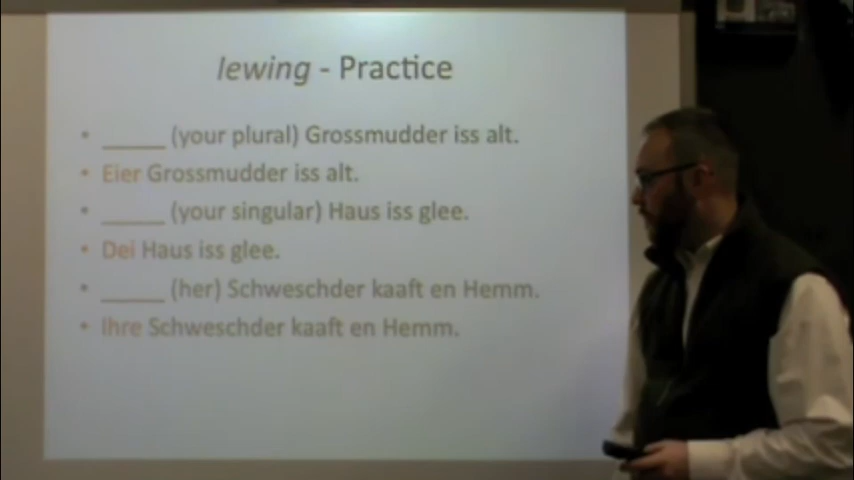 Iewing - Practice
• _____ (your plural) Grossmudder iss alt.
• Eier Grossmudder iss alt.
• _____ (your singular) Haus iss glee.
• Dei Haus iss glee.
• _____ (her) Schweschder kaaft en Hemm.
• Ihre Schweschder kaaft en Hemm.